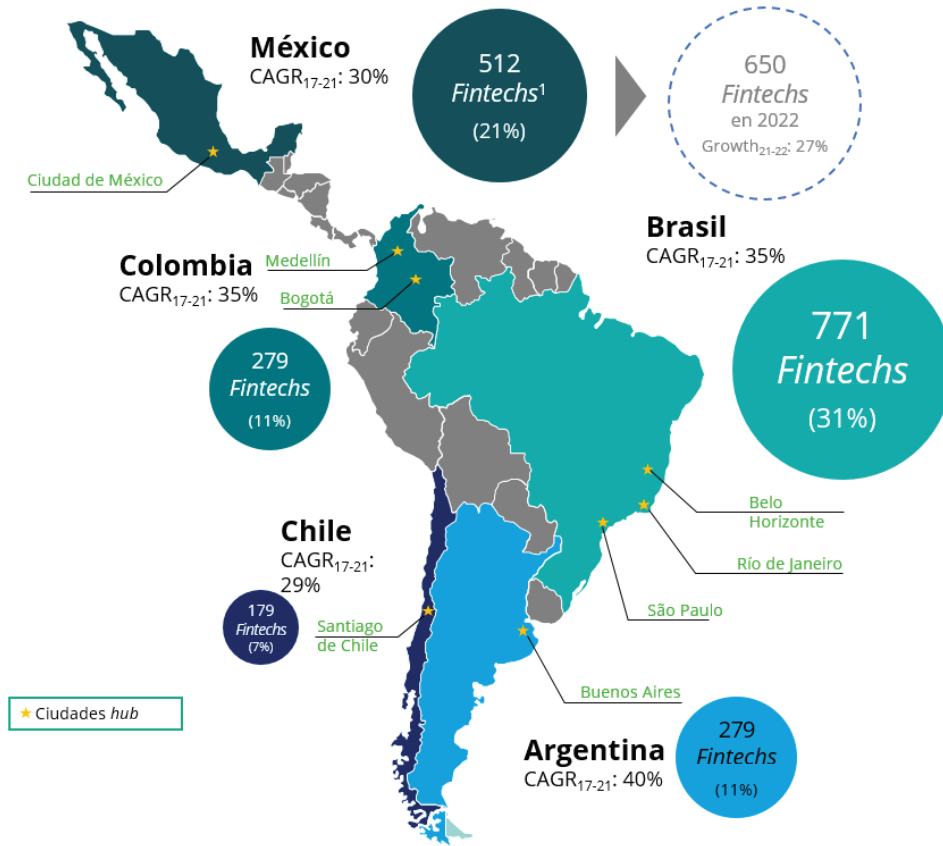 México
CAGR17-21: 30%
512
Fintechs1
(21%)
650
Fintechs
en 2022
Growth21-22: 27%
Ciudad de México
Brasil
CAGR17-21: 35%
771
Fintechs
(31%)
Colombia
CAGR17-21: 35%
Medellín
Bogotá
279
Fintechs
(11%)
Belo
Horizonte
Río de Janeiro
São Paulo
Chile
CAGR17-21:
29%
179
Fintechs
(7%)
Santiago
de Chile
Buenos Aires
Ciudades hub
Argentina
CAGR17-21: 40%
279
Fintechs
(11%)